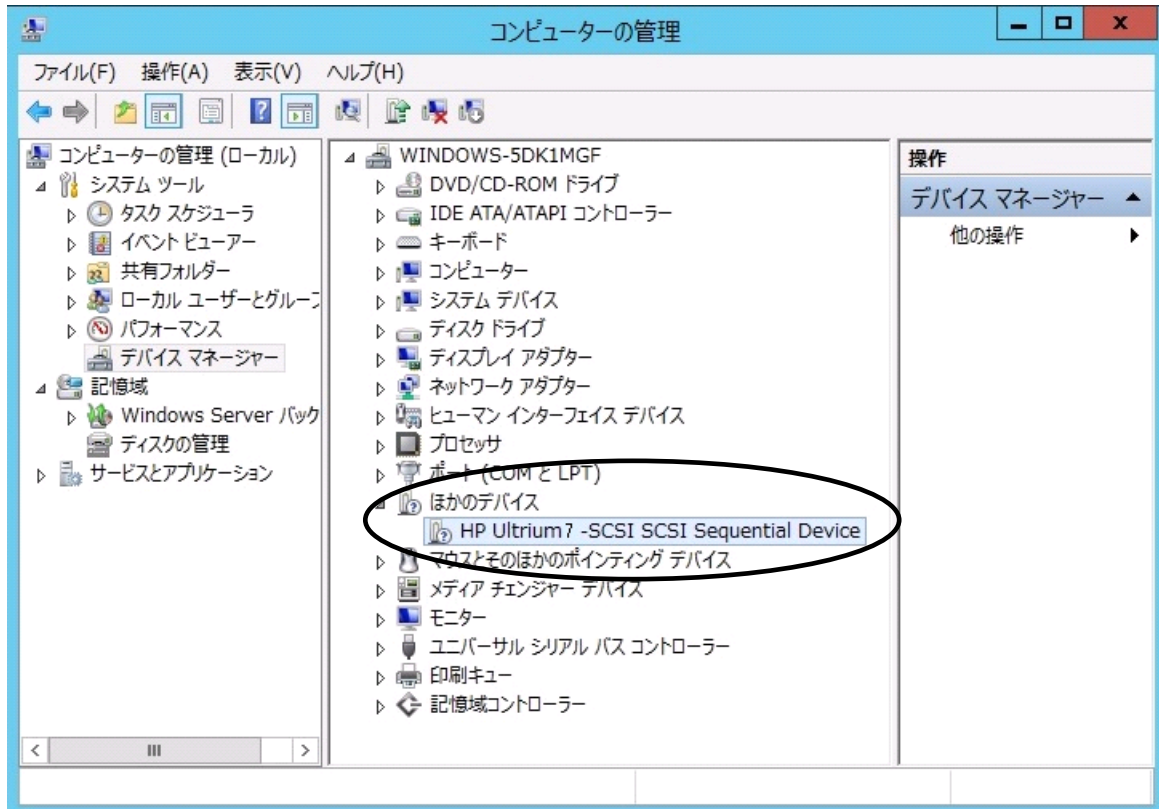 コンピューターの管理
ファイル(F) 操作(A) 表示(V) ヘルプ(H)
コンピューターの管理 (ローカル)
システム ツール
タスク スケジューラ
イベント ビューアー
共有フォルダー
ローカル ユーザーとグループ
パフォーマンス
デバイス マネージャー
記憶域
Windows Server バック
ディスクの管理
サービスとアプリケーション
WINDOWS-5DK1MGF
DVD/CD-ROM ドライブ
IDE ATA/ATAPI コントローラー
キーボード
コンピューター
システム デバイス
ディスク ドライブ
ディスプレイ アダプター
ネットワーク アダプター
ヒューマン インターフェイス デバイス
プロセッサ
ポート (COM と LPT)
ほかのデバイス
HP Ultrium7 -SCSI SCSI Sequential Device
マウスとそのほかのポインティング デバイス
メディア チェンジャー デバイス
モニター
ユニバーサル シリアル バス コントローラー
印刷キュー
記憶域コントローラー
操作
デバイス マネージャー
他の操作